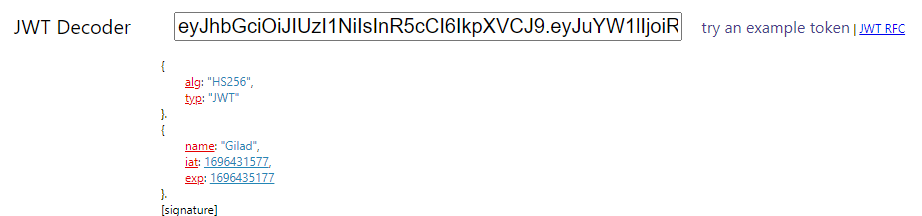 JWT Decoder eyJhbGciOiJIUzI1NiIsInR5cCI6IkpXVCJ9.eyJuYW1lIjoiR try an example token | JWT RFC
{
alg: "HS256",
typ: "JWT"
}.
{
name: "Gilad",
iat: 1696431577,
exp: 1696435177
}.
[signature]